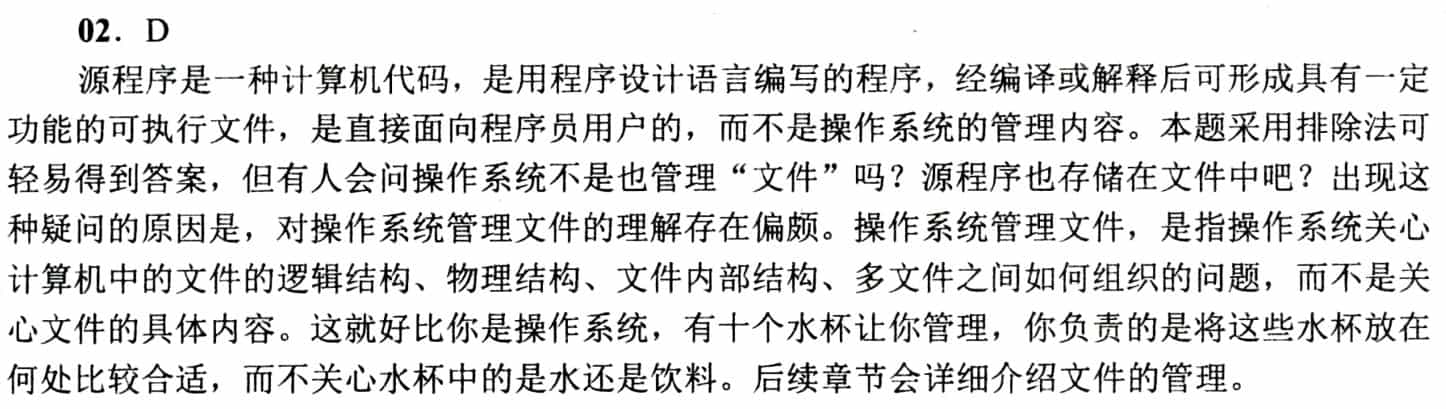 02．D
源程序是一种计算机代码，是用程序设计语言编写的程序，经编译或解释后可形成具有一定
功能的可执行文件，是直接面向程序员用户的，而不是操作系统的管理内容。本题采用排除法可
轻易得到答案，但有人会问操作系统不是也管理“文件”吗？源程序也存储在文件中吧？出现这
种疑问的原因是，对操作系统管理文件的理解存在偏颇。操作系统管理文件，是指操作系统关心
计算机中的文件的逻辑结构、物理结构、文件内部结构、多文件之间如何组织的问题，而不是关
心文件的具体内容。这就好比你是操作系统，有十个水杯让你管理，你负责的是将这些水杯放在
何处比较合适，而不关心水杯中的是水还是饮料。后续章节会详细介绍文件的管理。